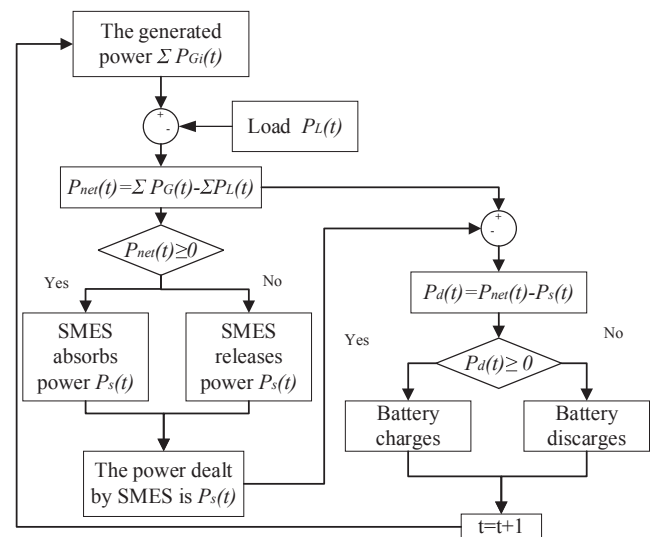 The generated
power Σ PGi(t)
+
-
Load PL(t)
Pnet(t)=Σ PG(t)-ΣPL(t)
+
-
Pnet(t)≥0
Yes
No
Pd(t)=Pnet(t)-Ps(t)
SMES
absorbs
power Ps(t)
SMES
releases
power Ps(t)
Yes
No
Pd(t)≥ 0
Battery
charges
Battery
discarges
The power dealt
by SMES is Ps(t)
t=t+1